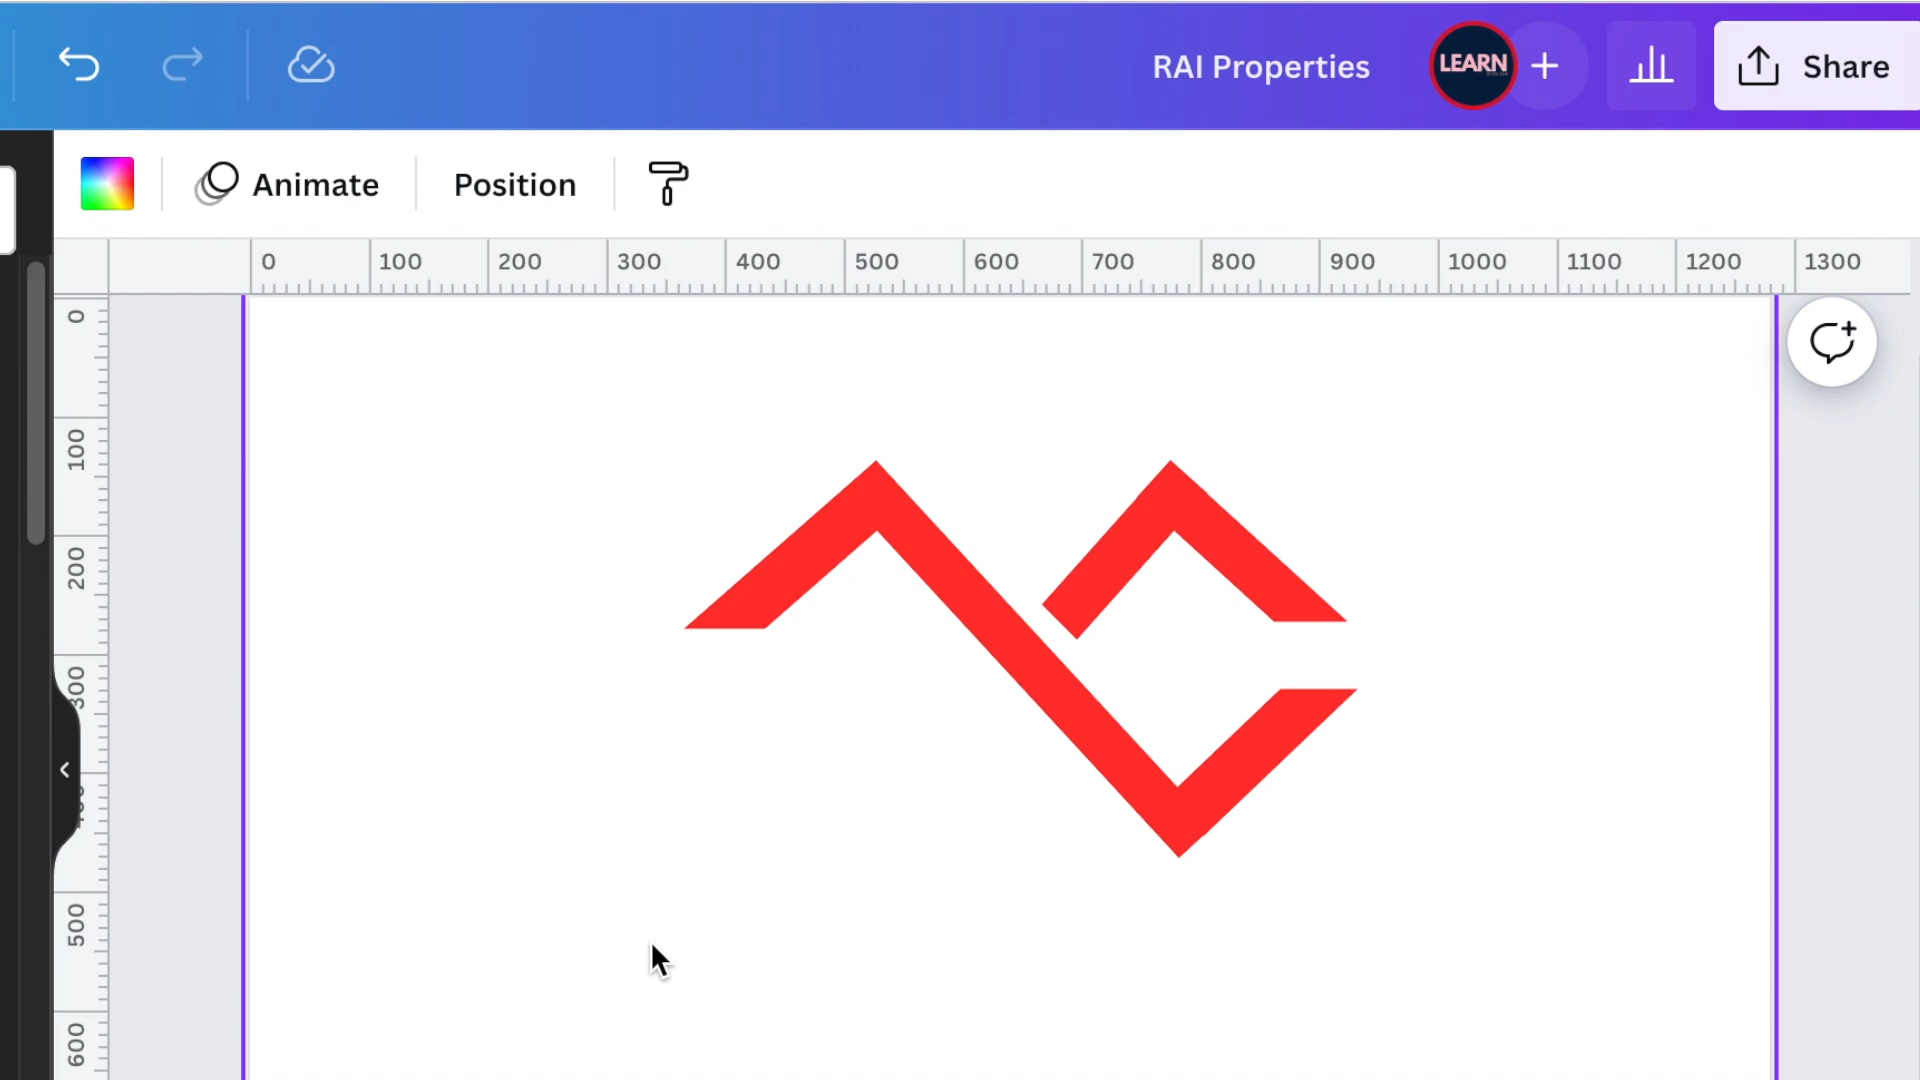 RAI Properties
LEARN
Share
Animate
Position
0 100 200 300 400 500 600 700 800 900 1000 1100 1200 1300
0
100
200
300
500
600